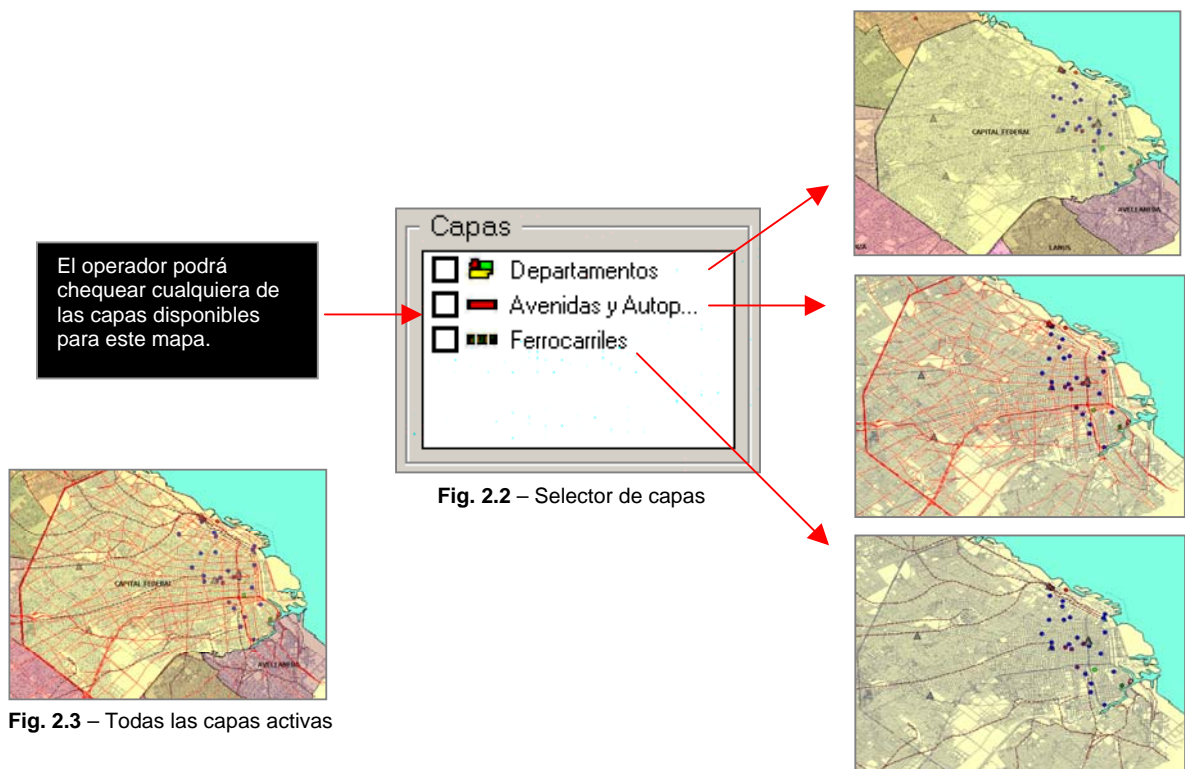 El operador podrá
chequear cualquiera de
las capas disponibles
para este mapa.
Capas
Departamentos
Avenidas y Autop...
Ferrocarriles
Fig. 2.2 – Selector de capas
CAPITAL FEDERAL
AVELLANEDA
LANUS
CAPITAL FEDERAL
AVELLANEDA
Fig. 2.3 – Todas las capas activas